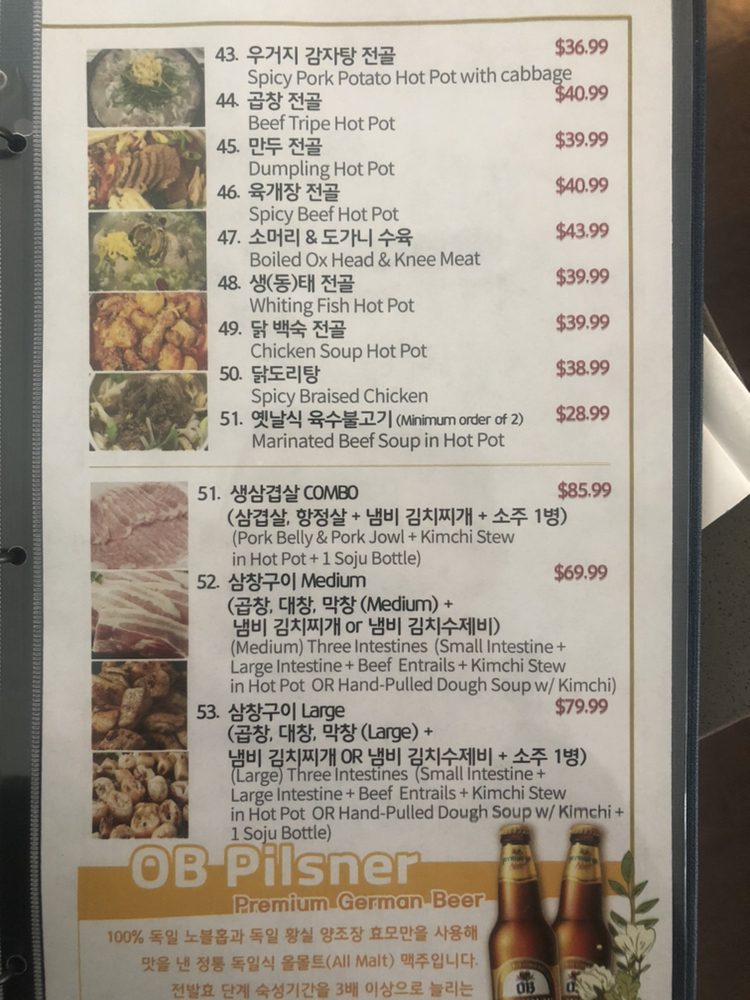 43. 우거지 감자탕 전골 $36.99
Spicy Pork Potato Hot Pot with cabbage
44. 곱창 전골 $40.99
Beef Tripe Hot Pot
45. 만두 전골 $39.99
Dumpling Hot Pot
46. 육개장 전골 $40.99
Spicy Beef Hot Pot
47. 소머리 & 도가니 수육 $43.99
Boiled Ox Head & Knee Meat
48. 생(동)태 전골 $39.99
Whiting Fish Hot Pot
49. 닭 백숙 전골 $39.99
Chicken Soup Hot Pot
50. 닭도리탕 $38.99
Spicy Braised Chicken
51. 옛날식 육수불고기 (Minimum order of 2) $28.99
Marinated Beef Soup in Hot Pot
51. 생삼겹살 COMBO $85.99
(삼겹살, 항정살 + 냄비 김치찌개 + 소주 1병)
(Pork Belly & Pork Jowl + Kimchi Stew
in Hot Pot + 1 Soju Bottle)
52. 삼창구이 Medium $69.99
(곱창, 대창, 막창 (Medium) +
냄비 김치찌개 or 냄비 김치수제비)
(Medium) Three Intestines (Small Intestine +
Large Intestine + Beef Entrails + Kimchi Stew
in Hot Pot OR Hand-Pulled Dough Soup w/ Kimchi)
53. 삼창구이 Large $79.99
(곱창, 대창, 막창 (Large) +
냄비 김치찌개 OR 냄비 김치수제비 + 소주 1병)
(Large) Three Intestines (Small Intestine +
Large Intestine + Beef Entrails + Kimchi Stew
in Hot Pot OR Hand-Pulled Dough Soup w/ Kimchi +
1 Soju Bottle)
OB Pilsner
Premium German Beer
100% 독일 노블홉과 독일 황실 양조장 효모만을 사용해
맛을 낸 정통 독일식 올몰트(All Malt) 맥주입니다.
전발효 단계 숙성기간을 3배 이상으로 늘리는
OB
OB